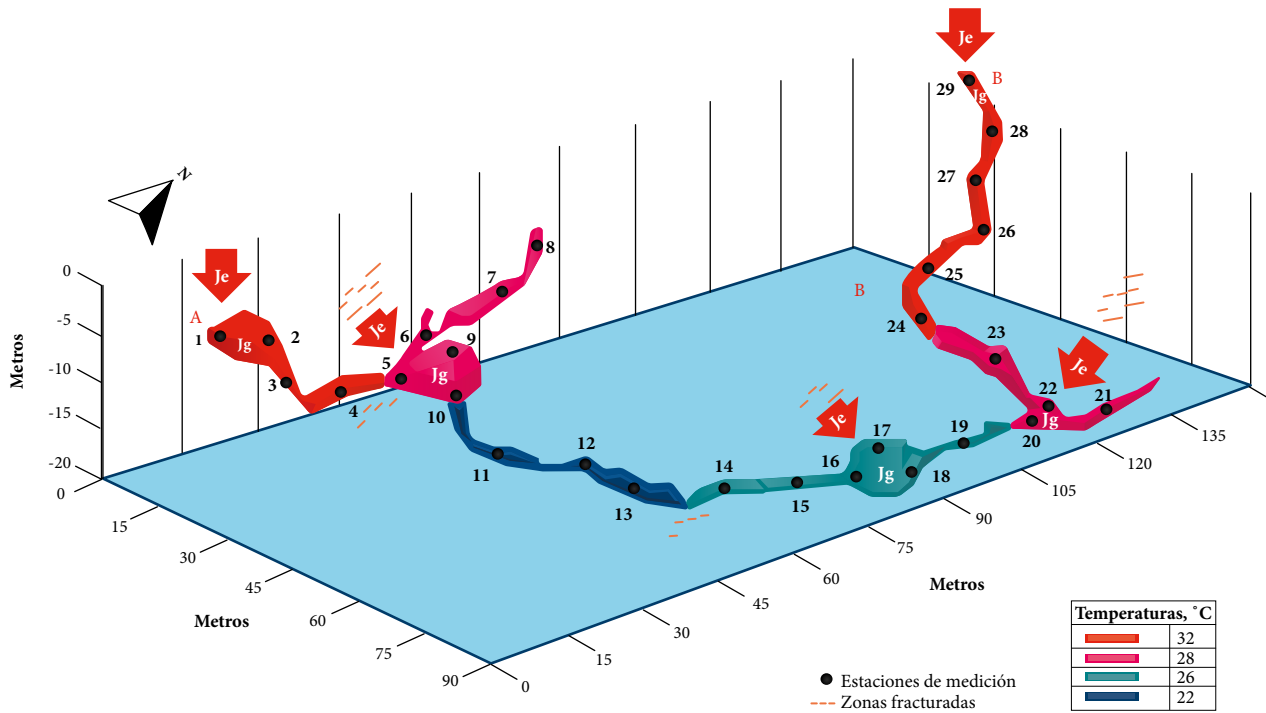 Je
29
B
Jg
28
N
27
26
Je
8
25
0
7
B
A
Je
24
-5
1
Jg
2
6
9
23
Metros
-10
3
5
Jg
Je
4
10
22
21
-15
Je
Jg
20
135
12
17
19
-20
11
14
16
Jg
18
120
0
13
15
105
15
90
30
75
45
Metros
60
Metros
60
45
Temperaturas, ˚C
30
32
75
15
28
90
0
Estaciones de medición
26
Zonas fracturadas
22